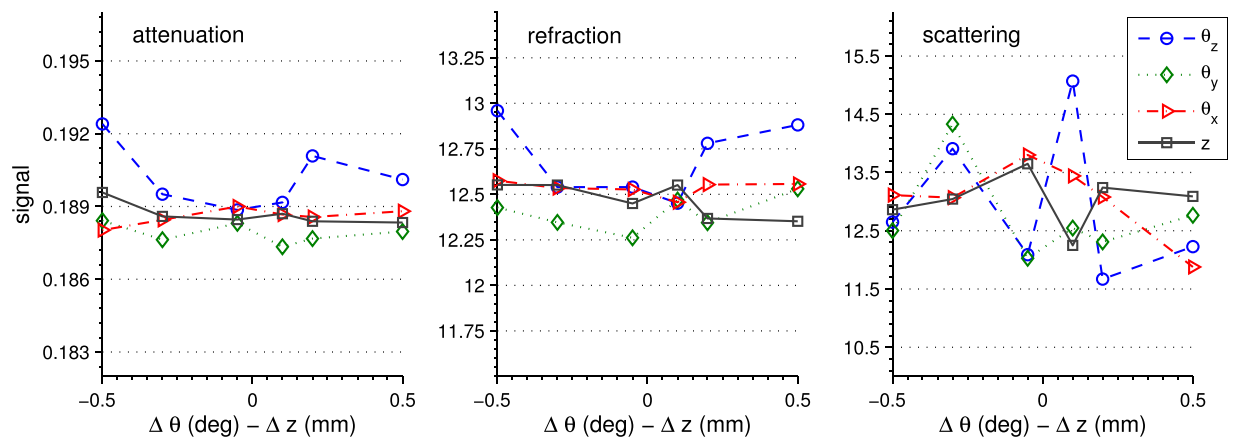 attenuation
signal
0.195
0.192
0.189
0.186
0.183
−0.5
0
0.5
Δ θ (deg) − Δ z (mm)
refraction
13.25
13
12.75
12.5
12.25
12
11.75
−0.5
0
0.5
Δ θ (deg) − Δ z (mm)
scattering
15.5
14.5
13.5
12.5
11.5
10.5
−0.5
0
0.5
Δ θ (deg) − Δ z (mm)
θz
θy
θx
z